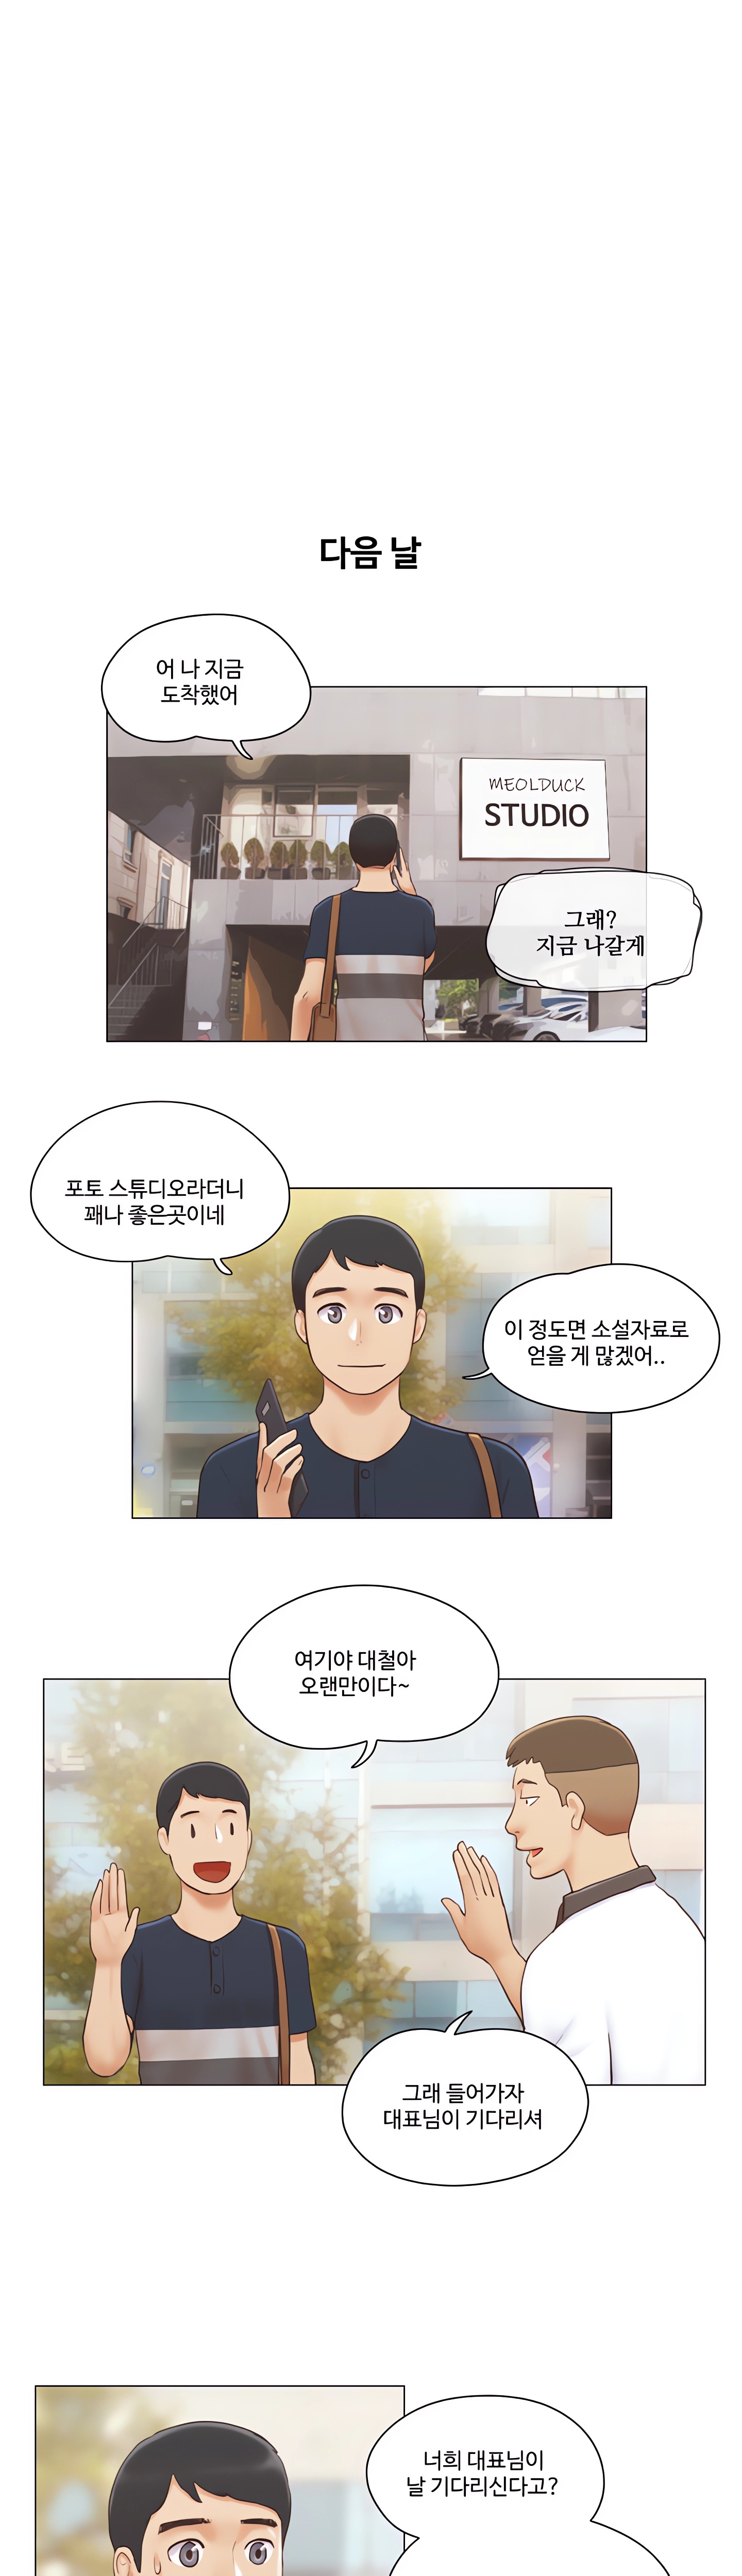 다음 날
어 나 지금
도착했어
MEOLDUCK
STUDIO
그래?
지금 나갈게
포토 스튜디오라더니
꽤나 좋은곳이네
이 정도면 소설자료로
얻을 게 많겠어..
여기야 대철아
오랜만이다~
그래 들어가자
대표님이 기다리셔
너희 대표님이
날 기다리신다고?